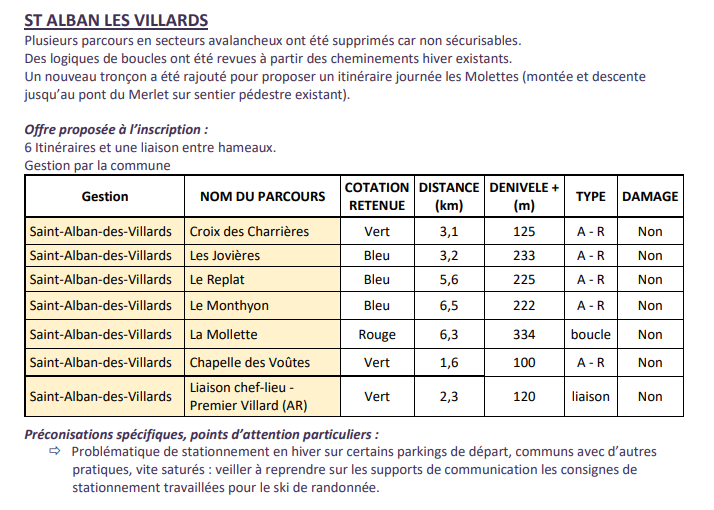 ST ALBAN LES VILLARDS
Plusieurs parcours en secteurs avalancheux ont été supprimés car non sécurisables.
Des logiques de boucles ont été revues à partir des cheminements hiver existants.
Un nouveau tronçon a été rajouté pour proposer un itinéraire journée les Molettes (montée et descente
jusqu'au pont du Merlet sur sentier pédestre existant).
Offre proposée à l'inscription :
6 Itinéraires et une liaison entre hameaux.
Gestion par la commune
Gestion NOM DU PARCOURS COTATION RETENUE DISTANCE (km) DENIVELE + (m) TYPE DAMAGE
Saint-Alban-des-Villards Croix des Charrières Vert 3,1 125 A - R Non
Saint-Alban-des-Villards Les Jovières Bleu 3,2 233 A - R Non
Saint-Alban-des-Villards Le Replat Bleu 5,6 225 A - R Non
Saint-Alban-des-Villards Le Monthyon Bleu 6,5 222 A - R Non
Saint-Alban-des-Villards La Mollette Rouge 6,3 334 boucle Non
Saint-Alban-des-Villards Chapelle des Voûtes Vert 1,6 100 A - R Non
Saint-Alban-des-Villards Liaison chef-lieu - Premier Villard (AR) Vert 2,3 120 liaison Non
Préconisations spécifiques, points d'attention particuliers :
⇨ Problématique de stationnement en hiver sur certains parkings de départ, communs avec d'autres
pratiques, vite saturés : veiller à reprendre sur les supports de communication les consignes de
stationnement travaillées pour le ski de randonnée.